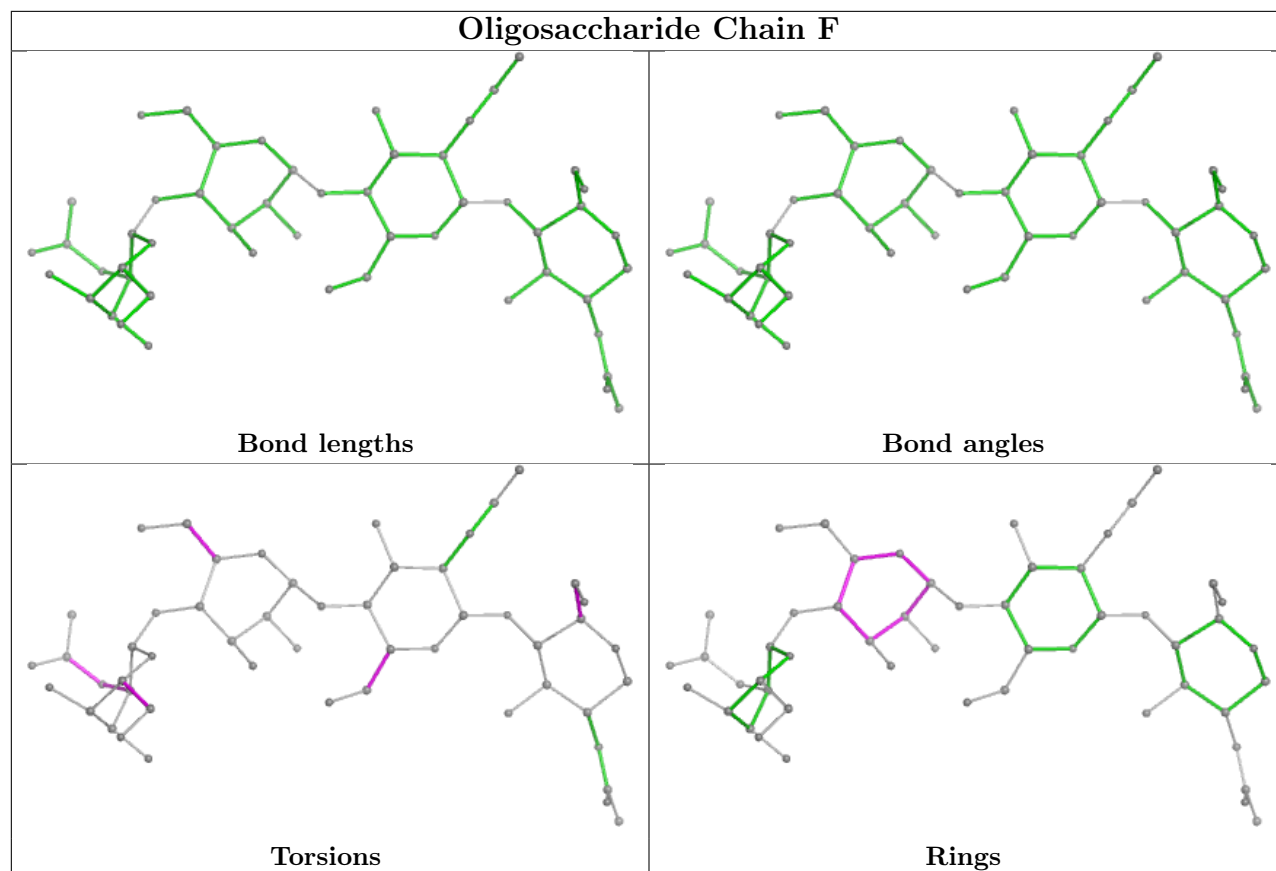 Oligosaccharide Chain F
Bond lengths
Bond angles
Torsions
Rings